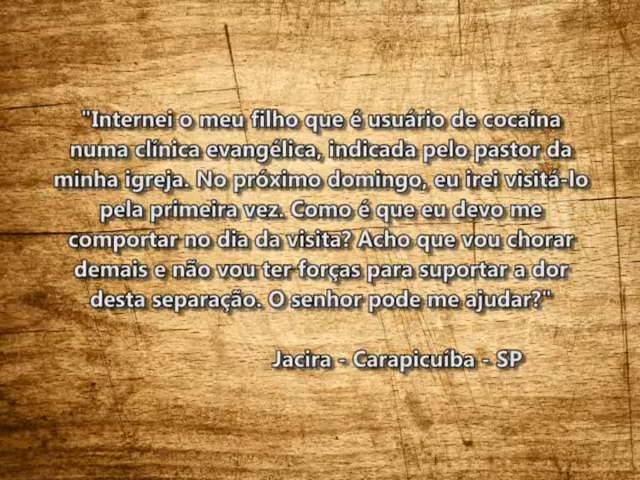 "Internei o meu filho que é usuário de cocaína
numa clínica evangélica, indicada pelo pastor da
minha igreja. No próximo domingo, eu irei visitá-lo
pela primeira vez. Como é que eu devo me
comportar no dia da visita? Acho que vou chorar
demais e não vou ter forças para suportar a dor
desta separação. O senhor pode me ajudar?"
Jacira - Carapicuíba - SP